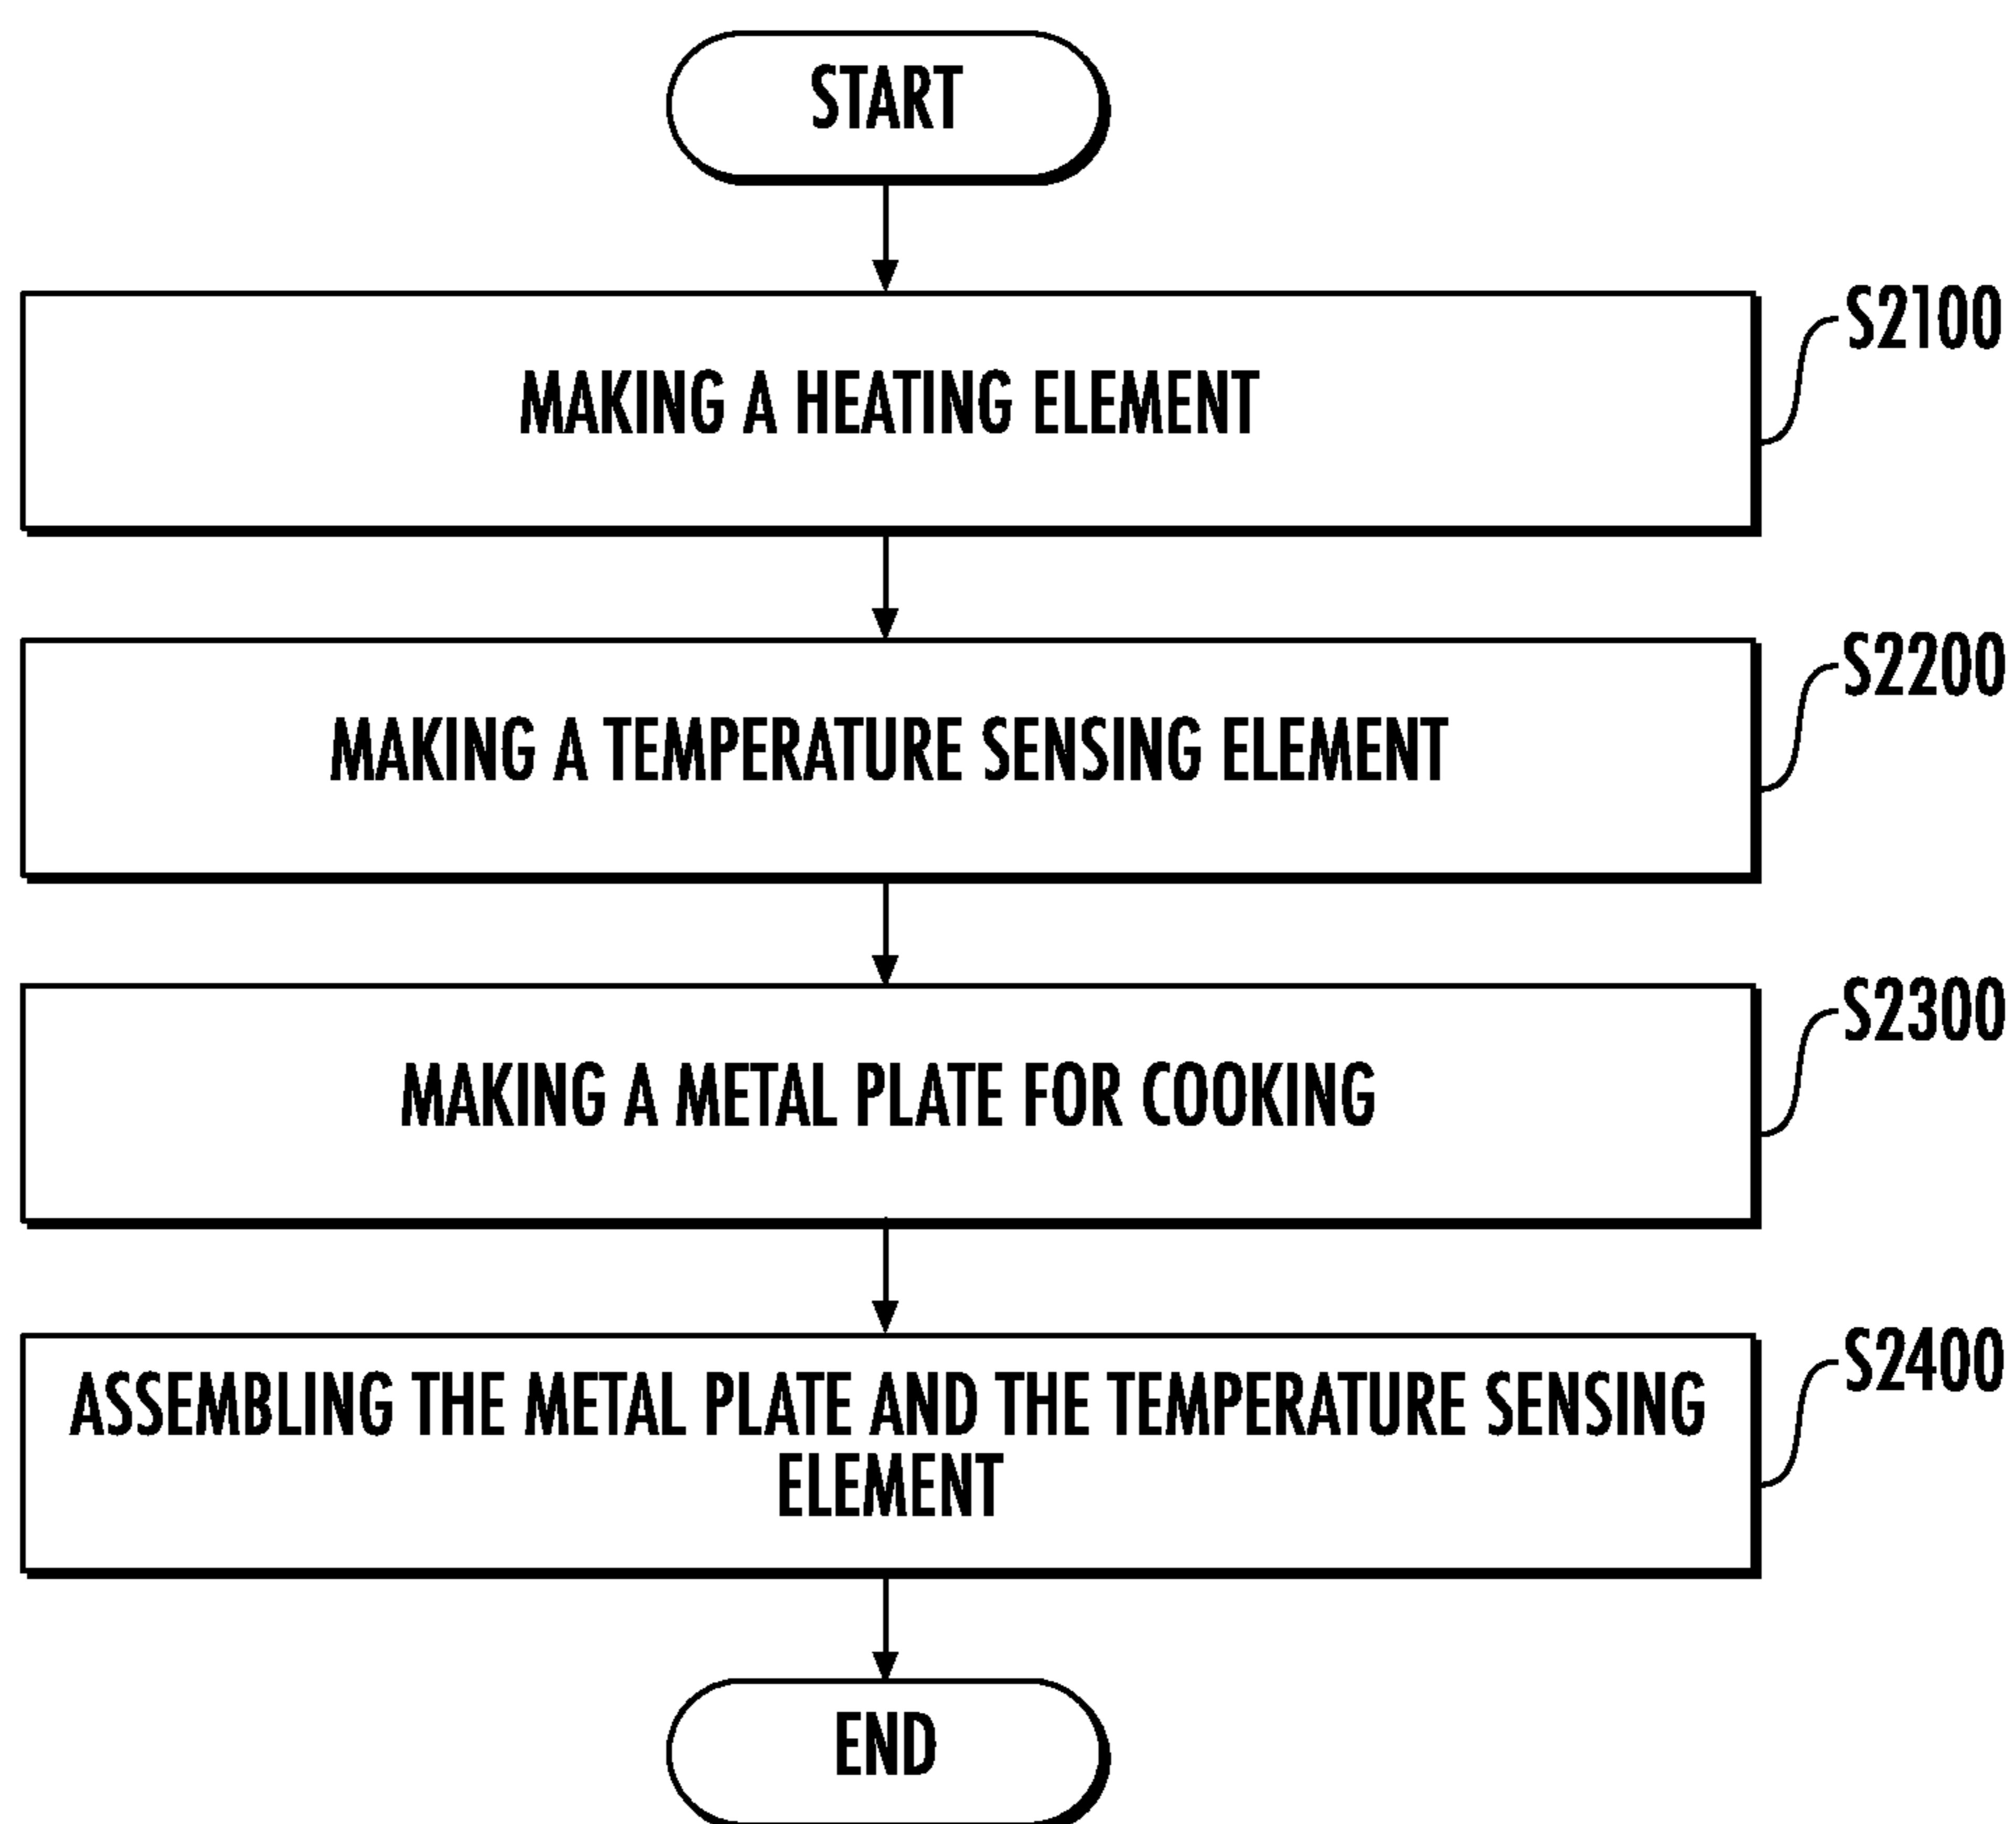 START
MAKING A HEATING ELEMENT
S2100
MAKING A TEMPERATURE SENSING ELEMENT
S2200
MAKING A METAL PLATE FOR COOKING
S2300
ASSEMBLING THE METAL PLATE AND THE TEMPERATURE SENSING
ELEMENT
S2400
END